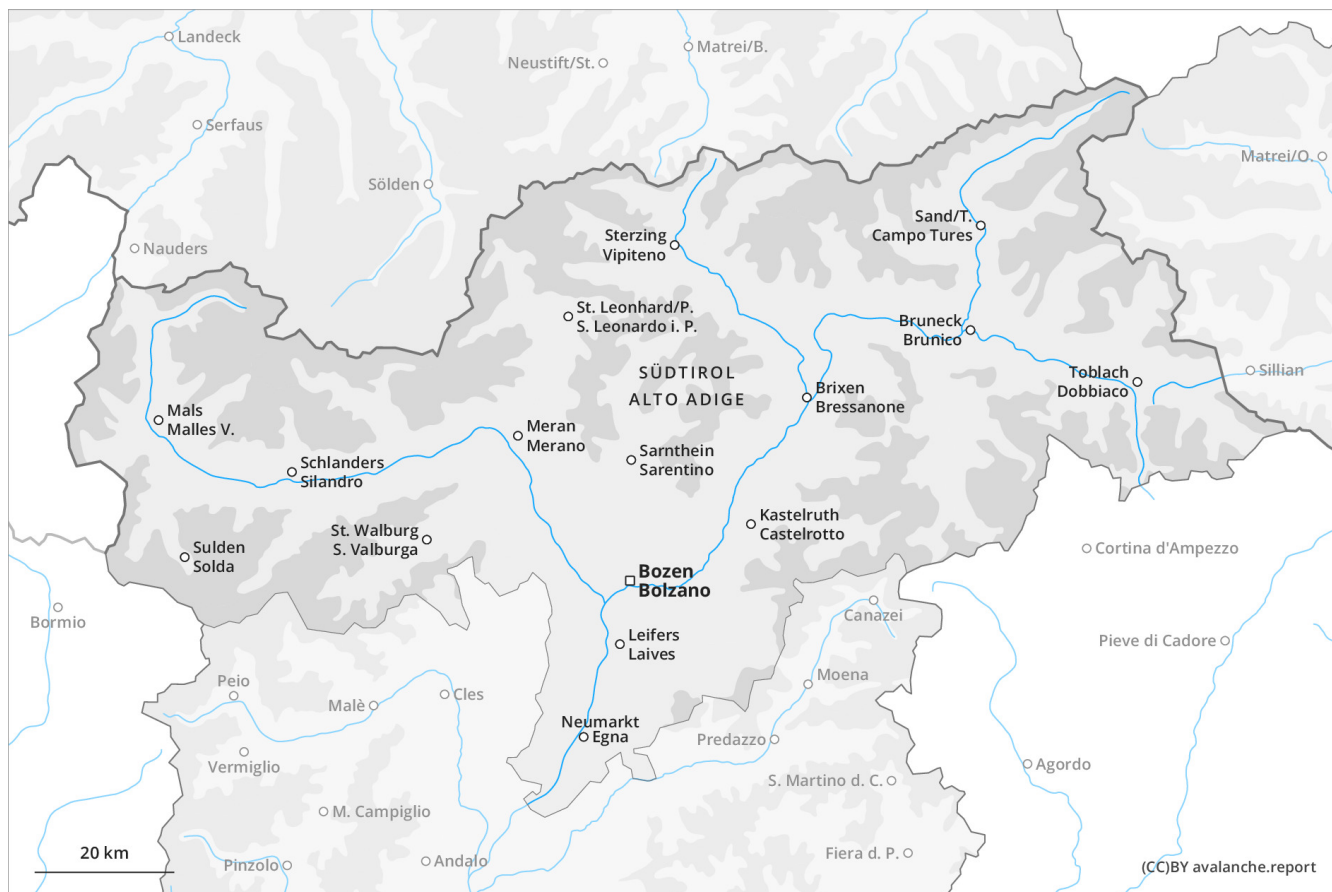 Landeck
Matrei/B.
Neustift/St.
Serfaus
Matrei/O.
Sölden
Sand/T.
Campo Tures
Sterzing
Vipiteno
Nauders
St. Leonhard/P.
S. Leonardo i. P.
Bruneck
Brunico
SÜDTIROL
ALTO ADIGE
Toblach
Dobbiaco
Sillian
Brixen
Bressanone
Mals
Malles V.
Meran
Merano
Schlanders
Silandro
Sarnthein
Sarentino
Kastelruth
Castelrotto
St. Walburg
S. Valburga
Sulden
Solda
Cortina d'Ampezzo
Bozen
Bolzano
Bormio
Canazei
Leifers
Laives
Pieve di Cadore
Peio
Moena
Malè
Cles
Neumarkt
Egna
Predazzo
Vermiglio
Agordo
S. Martino d. C.
M. Campiglio
20 km
Pinzolo
Andalo
Fiera d. P.
(CC)BY avalanche.report